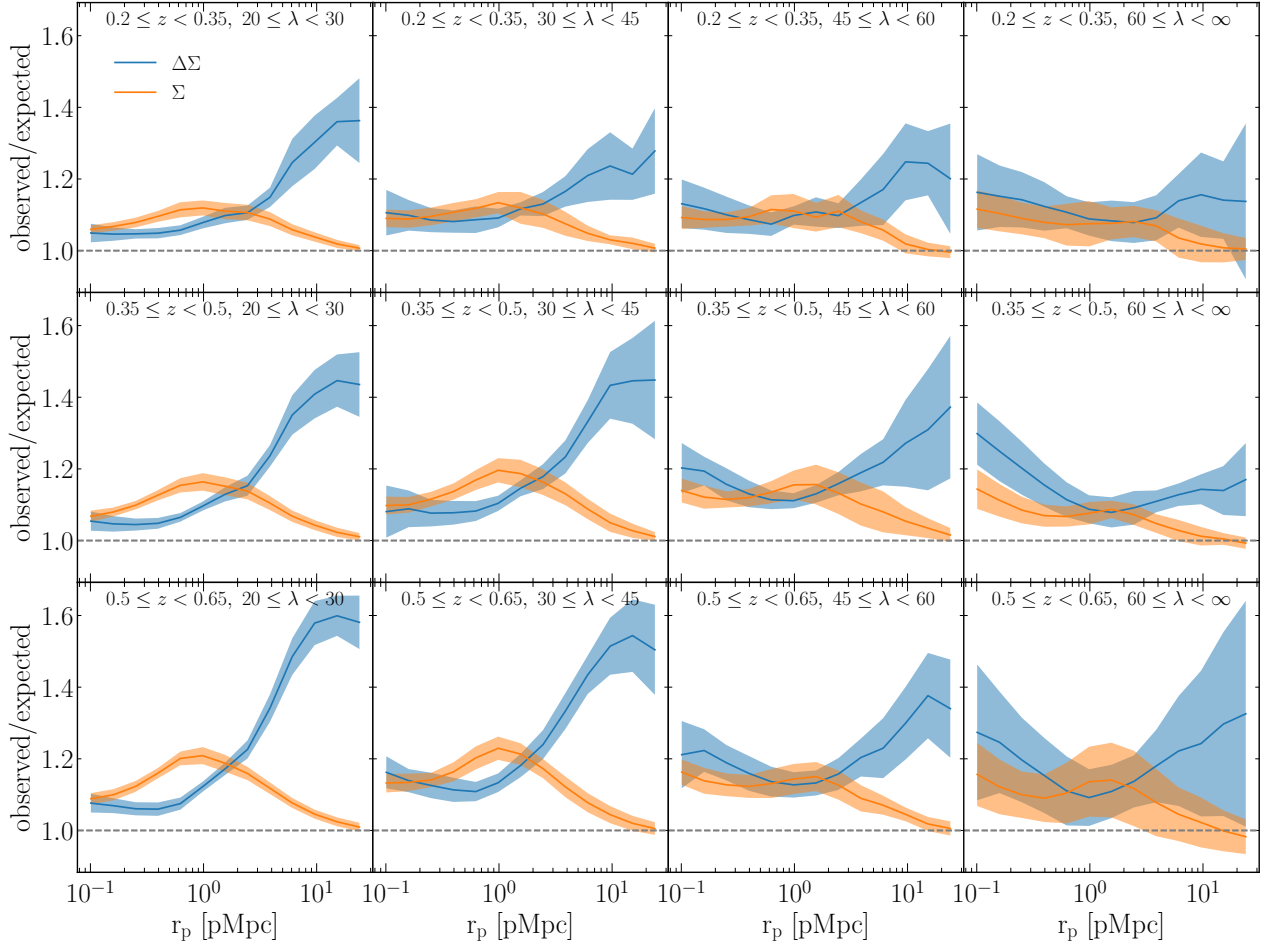 0.2 ≤ z < 0.35, 20 ≤ λ < 30
0.2 ≤ z < 0.35, 30 ≤ λ < 45
0.2 ≤ z < 0.35, 45 ≤ λ < 60
0.2 ≤ z < 0.35, 60 ≤ λ < ∞
ΔΣ
Σ
observed/expected
1.6
1.4
1.2
1.0
0.35 ≤ z < 0.5, 20 ≤ λ < 30
0.35 ≤ z < 0.5, 30 ≤ λ < 45
0.35 ≤ z < 0.5, 45 ≤ λ < 60
0.35 ≤ z < 0.5, 60 ≤ λ < ∞
observed/expected
1.6
1.4
1.2
1.0
0.5 ≤ z < 0.65, 20 ≤ λ < 30
0.5 ≤ z < 0.65, 30 ≤ λ < 45
0.5 ≤ z < 0.65, 45 ≤ λ < 60
0.5 ≤ z < 0.65, 60 ≤ λ < ∞
observed/expected
1.6
1.4
1.2
1.0
10⁻¹ 10⁰ 10¹
10⁻¹ 10⁰ 10¹
10⁻¹ 10⁰ 10¹
10⁻¹ 10⁰ 10¹
rₚ [pMpc]
rₚ [pMpc]
rₚ [pMpc]
rₚ [pMpc]